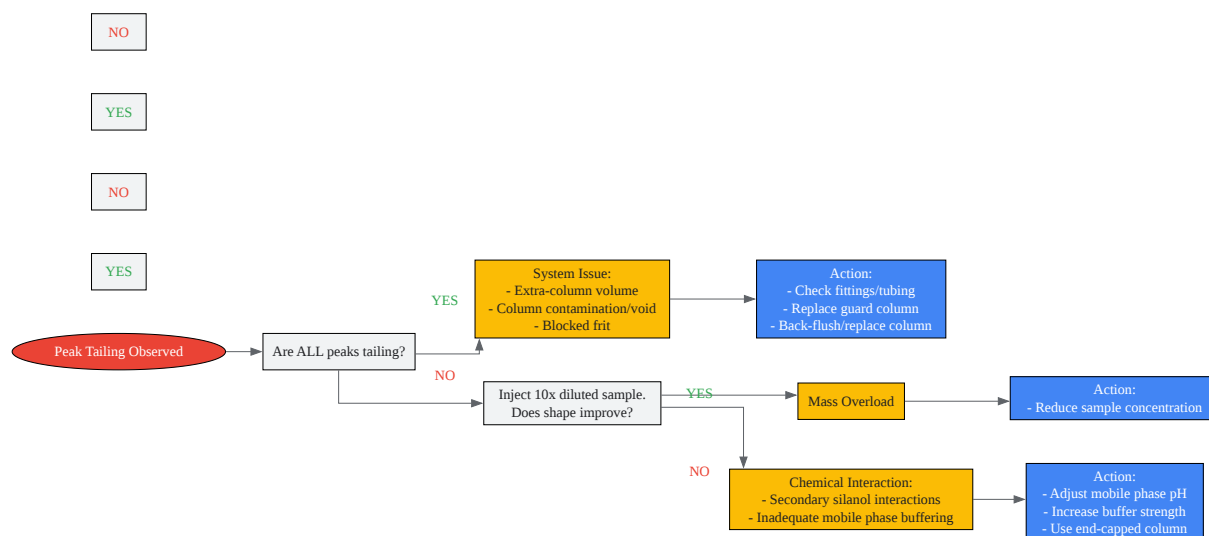 NO
YES
NO
YES
Peak Tailing Observed
Are ALL peaks tailing?
YES
System Issue:
- Extra-column volume
- Column contamination/void
- Blocked frit
Action:
- Check fittings/tubing
- Replace guard column
- Back-flush/replace column
NO
Inject 10x diluted sample.
Does shape improve?
YES
Mass Overload
Action:
- Reduce sample concentration
NO
Chemical Interaction:
- Secondary silanol interactions
- Inadequate mobile phase buffering
Action:
- Adjust mobile phase pH
- Increase buffer strength
- Use end-capped column